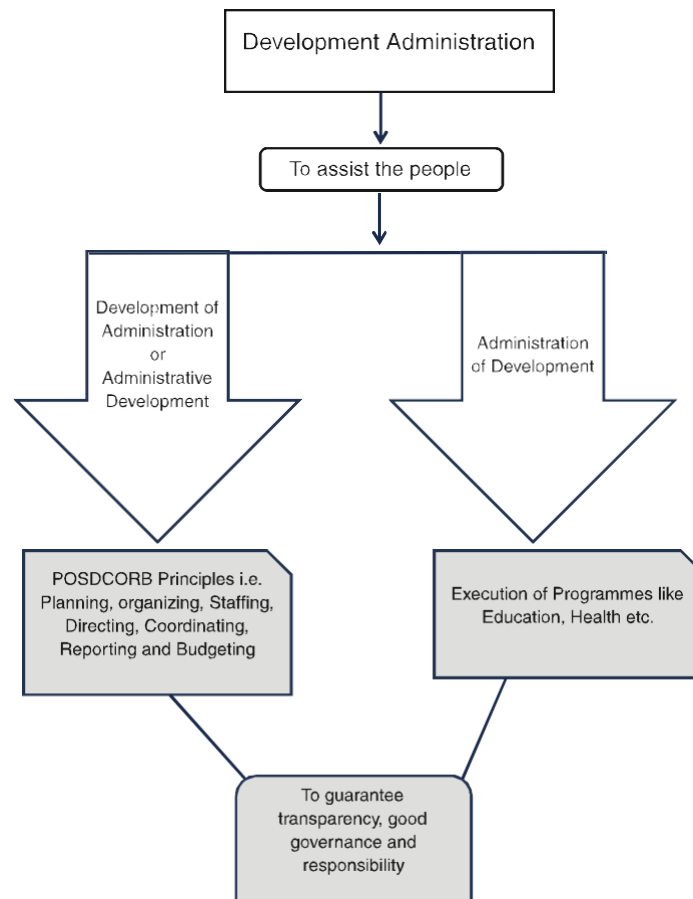 Development Administration
To assist the people
Development of
Administration
or
Administrative
Development
Administration
of Development
POSDCORB Principles i.e.
Planning, organizing, Staffing,
Directing, Coordinating,
Reporting and Budgeting
Execution of Programmes like
Education, Health etc.
To guarantee
transparency, good
governance and
responsibility